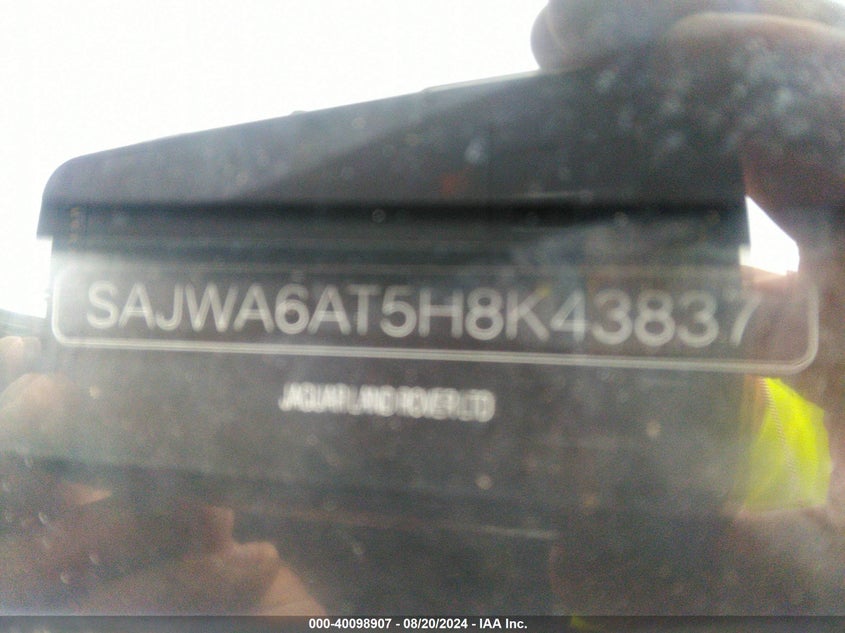 SAJWA6AT5H8K43837
JAGUAR LAND ROVER LTD
000-40098907 - 08/20/2024 - IAA Inc.